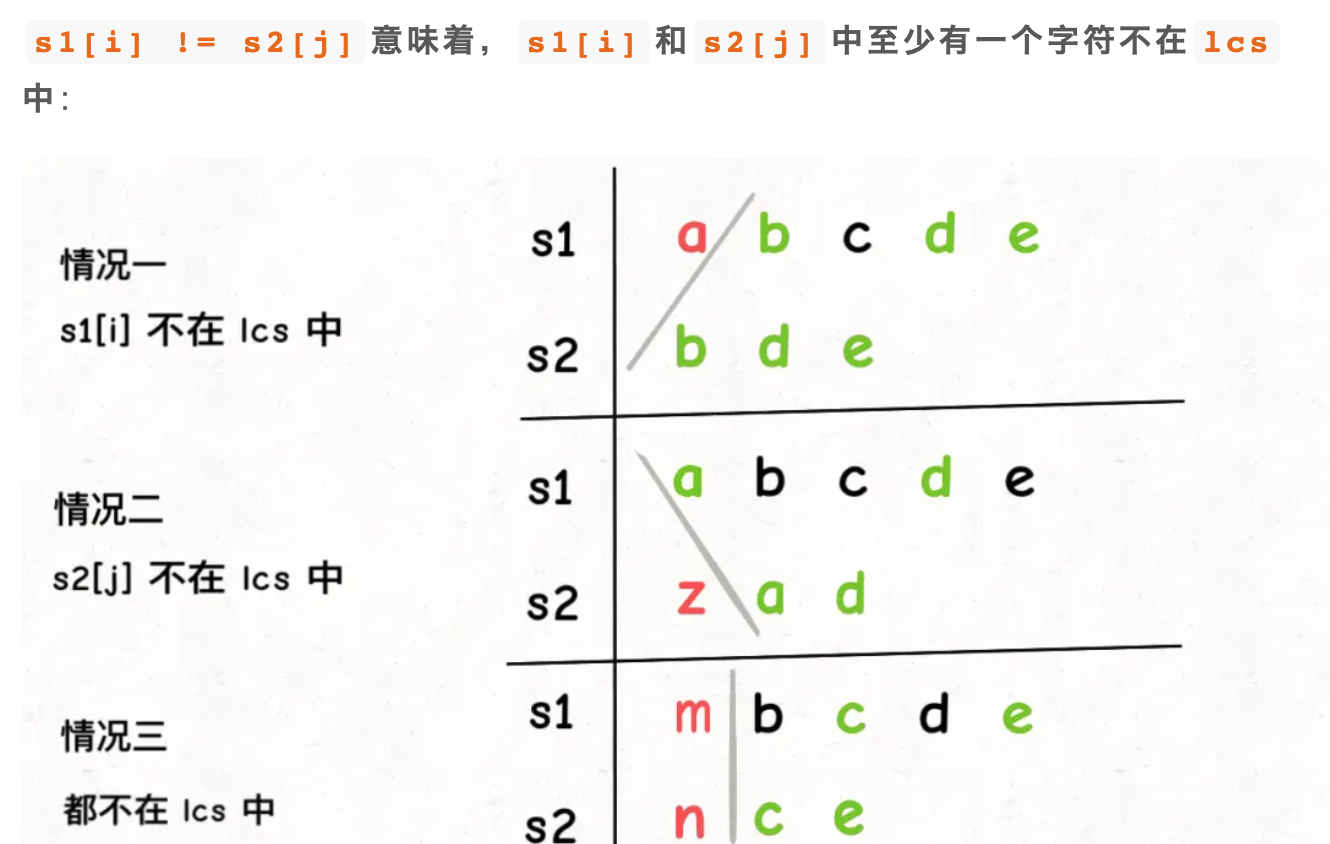 s1[i] != s2[j] 意味着， s1[i] 和 s2[j] 中至少有一个字符不在 lcs
中：
s1 a b c d e
情况一
s1[i] 不在 lcs 中
s2 b d e
s1 a b c d e
情况二
s2[j] 不在 lcs 中
s2 z a d
s1 m b c d e
情况三
都不在 lcs 中
s2 n c e